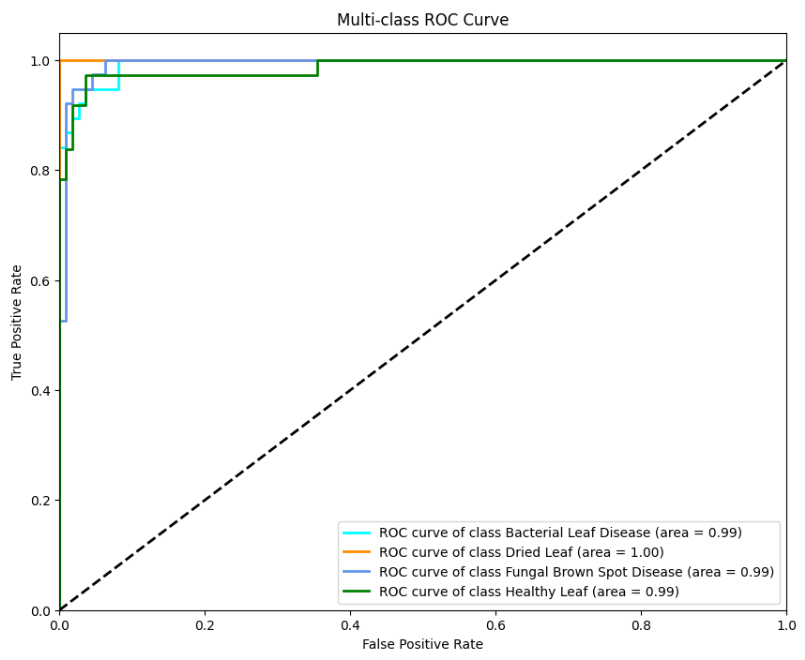 Multi-class ROC Curve
1.0
0.8
0.6
0.4
0.2
0.0
True Positive Rate
ROC curve of class Bacterial Leaf Disease (area = 0.99)
ROC curve of class Dried Leaf (area = 1.00)
ROC curve of class Fungal Brown Spot Disease (area = 0.99)
ROC curve of class Healthy Leaf (area = 0.99)
0.0 0.2 0.4 0.6 0.8 1.0
False Positive Rate